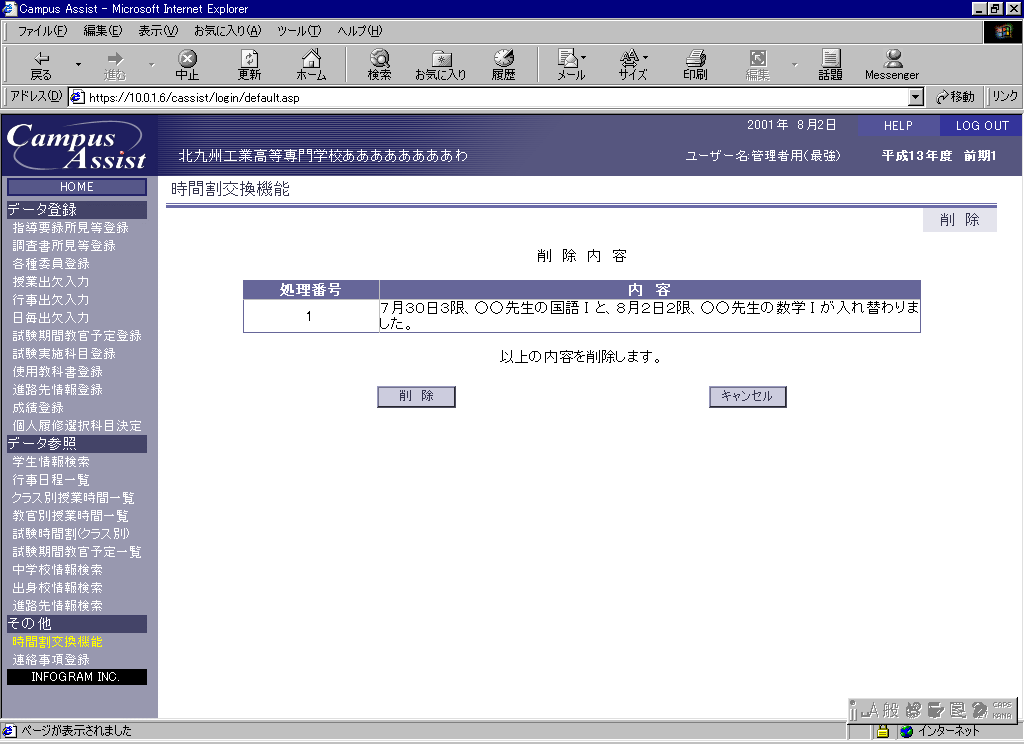 Campus Assist - Microsoft Internet Explorer
ファイル(F) 編集(E) 表示(V) お気に入り(A) ツール(T) ヘルプ(H)
戻る 進む 中止 更新 ホーム 検索 お気に入り 履歴 メール サイズ 印刷 編集 話題 Messenger
アドレス(D) https://10.0.1.6/cassist/login/default.asp 移動 リンク
Campus
Assist
2001年 8月2日 HELP LOG OUT
北九州工業高等専門学校あああああああああわ ユーザー名:管理者用(最強) 平成13年度 前期1
HOME
データ登録
指導要録所見等登録
調査書所見等登録
各種委員登録
授業出欠入力
行事出欠入力
日毎出欠入力
試験期間教官予定登録
試験実施科目登録
使用教科書登録
進路先情報登録
成績登録
個人履修選択科目決定
データ参照
学生情報検索
行事日程一覧
クラス別授業時間一覧
教官別授業時間一覧
試験時間割(クラス別)
試験期間教官予定一覧
中学校情報検索
出身校情報検索
進路先情報検索
その他
時間割交換機能
連絡事項登録
INFOGRAM INC.
時間割交換機能
削 除
削 除 内 容
処理番号 内 容
1 7月30日3限、〇〇先生の国語Ⅰと、8月2日2限、〇〇先生の数学Ⅰが入れ替わりま
した。
以上の内容を削除します。
削 除 キャンセル
A 般 CAPS
KANA
ページが表示されました インターネット